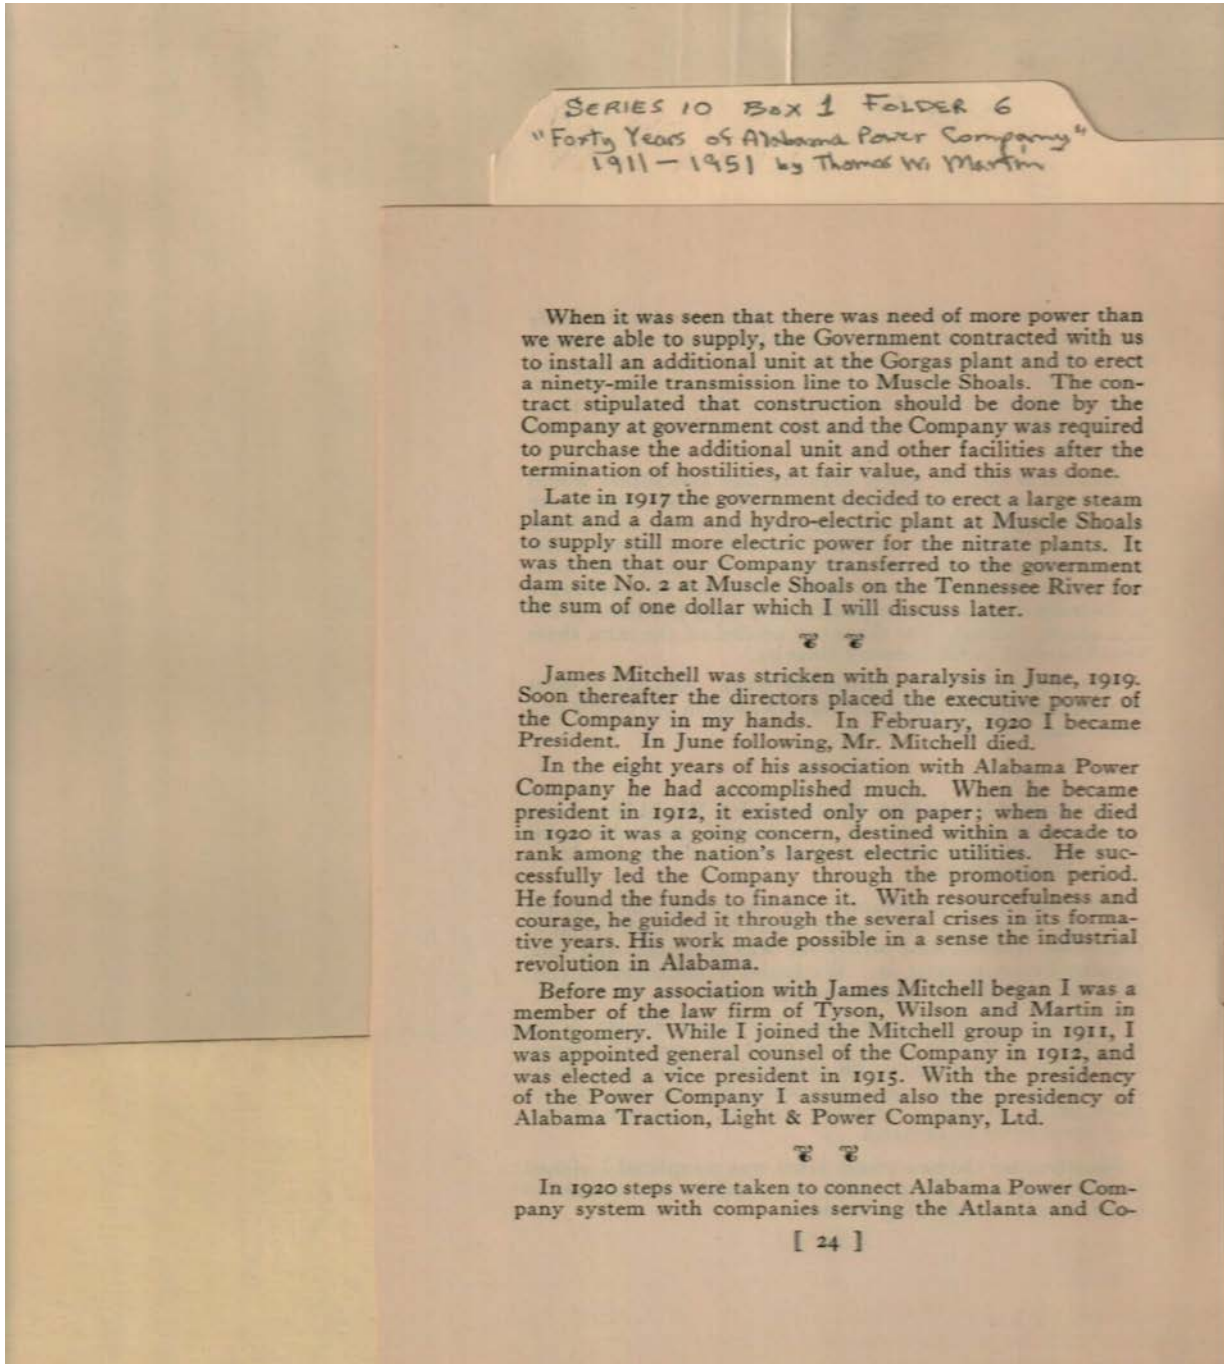 SERIES 10 BOX 1 FOLDER 6
"Forty Years of Alabama Power Company"
1911-1951 by Thomas W. Martin
When it was seen that there was need of more power than
we were able to supply, the Government contracted with us
to install an additional unit at the Gorgas plant and to erect
a ninety-mile transmission line to Muscle Shoals. The con-
tract stipulated that construction should be done by the
Company at government cost and the Company was required
to purchase the additional unit and other facilities after the
termination of hostilities, at fair value, and this was done.
Late in 1917 the government decided to erect a large steam
plant and a dam and hydro-electric plant at Muscle Shoals
to supply still more electric power for the nitrate plants. It
was then that our Company transferred to the government
dam site No. 2 at Muscle Shoals on the Tennessee River for
the sum of one dollar which I will discuss later.
James Mitchell was stricken with paralysis in June, 1919.
Soon thereafter the directors placed the executive power of
the Company in my hands. In February, 1920 I became
President. In June following, Mr. Mitchell died.
In the eight years of his association with Alabama Power
Company he had accomplished much. When he became
president in 1912, it existed only on paper; when he died
in 1920 it was a going concern, destined within a decade to
rank among the nation's largest electric utilities. He suc-
cessfully led the Company through the promotion period.
He found the funds to finance it. With resourcefulness and
courage, he guided it through the several crises in its forma-
tive years. His work made possible in a sense the industrial
revolution in Alabama.
Before my association with James Mitchell began I was a
member of the law firm of Tyson, Wilson and Martin in
Montgomery. While I joined the Mitchell group in 1911, I
was appointed general counsel of the Company in 1912, and
was elected a vice president in 1915. With the presidency
of the Power Company I assumed also the presidency of
Alabama Traction, Light & Power Company, Ltd.
In 1920 steps were taken to connect Alabama Power Com-
pany system with companies serving the Atlanta and Co-
[ 24 ]